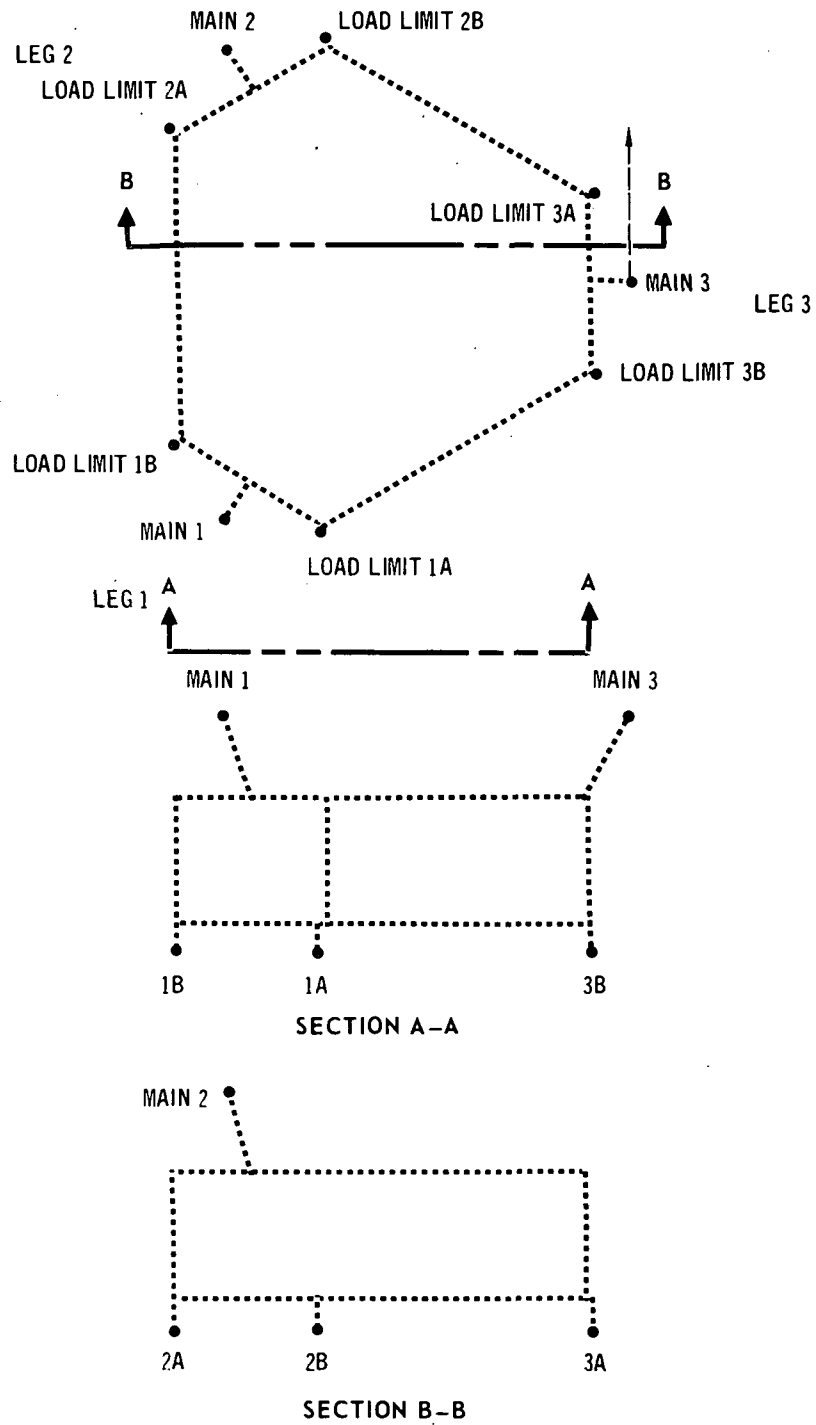 MAIN 2
LOAD LIMIT 2B
LEG 2
LOAD LIMIT 2A
B
B
LOAD LIMIT 3A
MAIN 3
LEG 3
LOAD LIMIT 3B
LOAD LIMIT 1B
MAIN 1
LOAD LIMIT 1A
LEG 1
A
A
MAIN 1
MAIN 3
1B
1A
3B
SECTION A-A
MAIN 2
2A
2B
3A
SECTION B-B